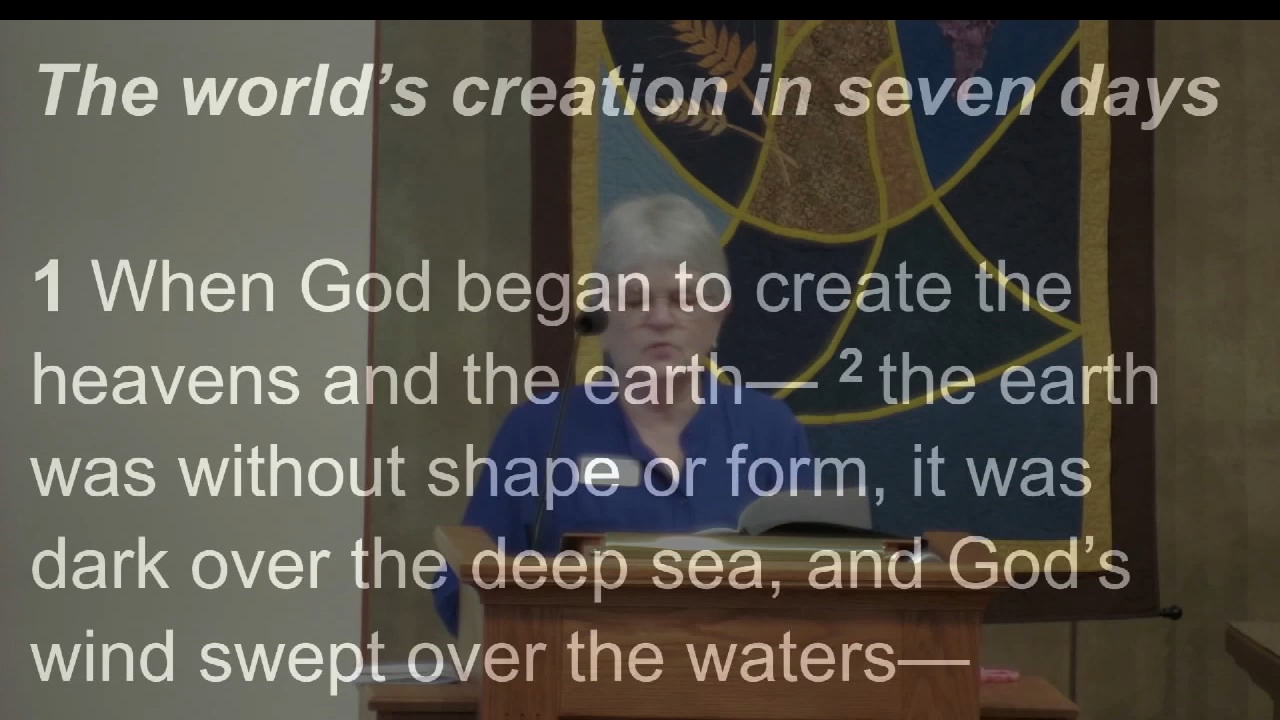 The world’s creation in seven days
1 When God began to create the
heavens and the earth— 2 the earth
was without shape or form, it was
dark over the deep sea, and God’s
wind swept over the waters—